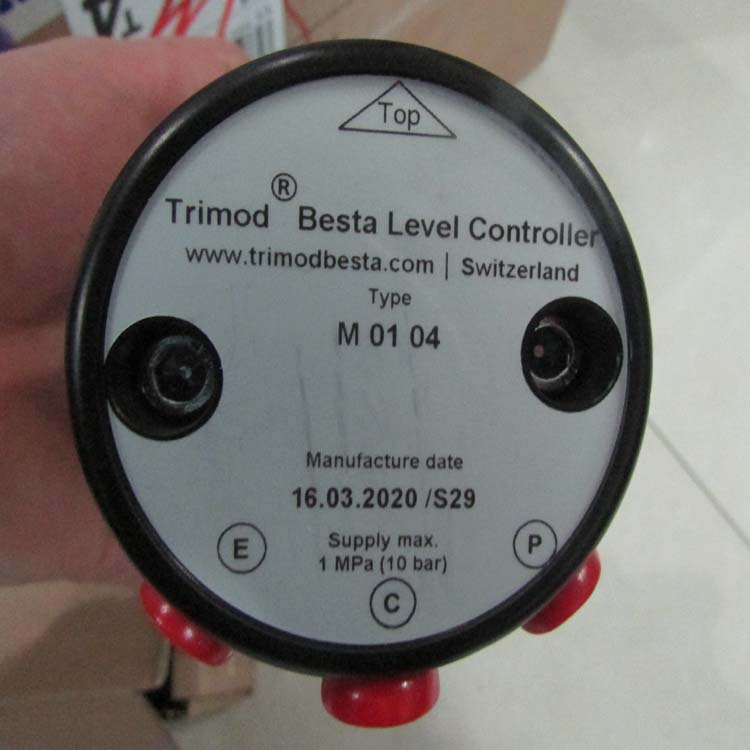 Top
Trimod® Besta Level Controller
www.trimodbesta.com | Switzerland
Type
M 01 04
Manufacture date
16.03.2020 /S29
E
Supply max.
P
1 MPa (10 bar)
C